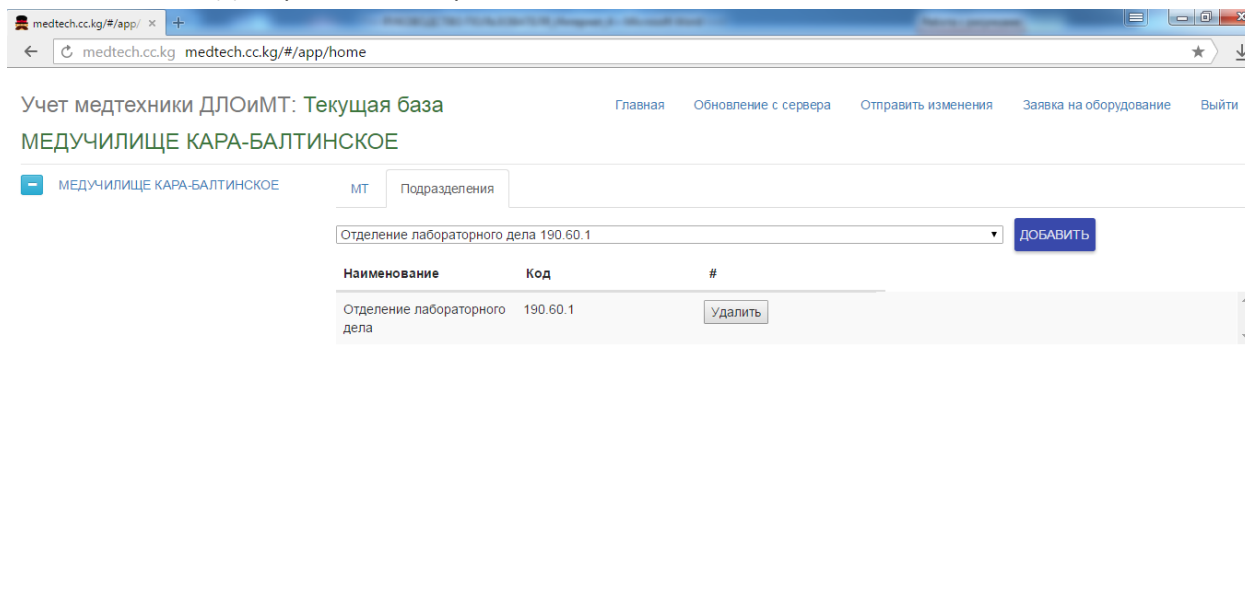 medtech.cc.kg/#/app/
medtech.cc.kg medtech.cc.kg/#/app/home
Учет медтехники ДЛОиМТ: Текущая база
МЕДУЧИЛИЩЕ КАРА-БАЛТИНСКОЕ
Главная Обновление с сервера Отправить изменения Заявка на оборудование Выйти
МЕДУЧИЛИЩЕ КАРА-БАЛТИНСКОЕ
МТ Подразделения
Отделение лабораторного дела 190.60.1 ДОБАВИТЬ
Наименование Код #
Отделение лабораторного 190.60.1 Удалить
дела